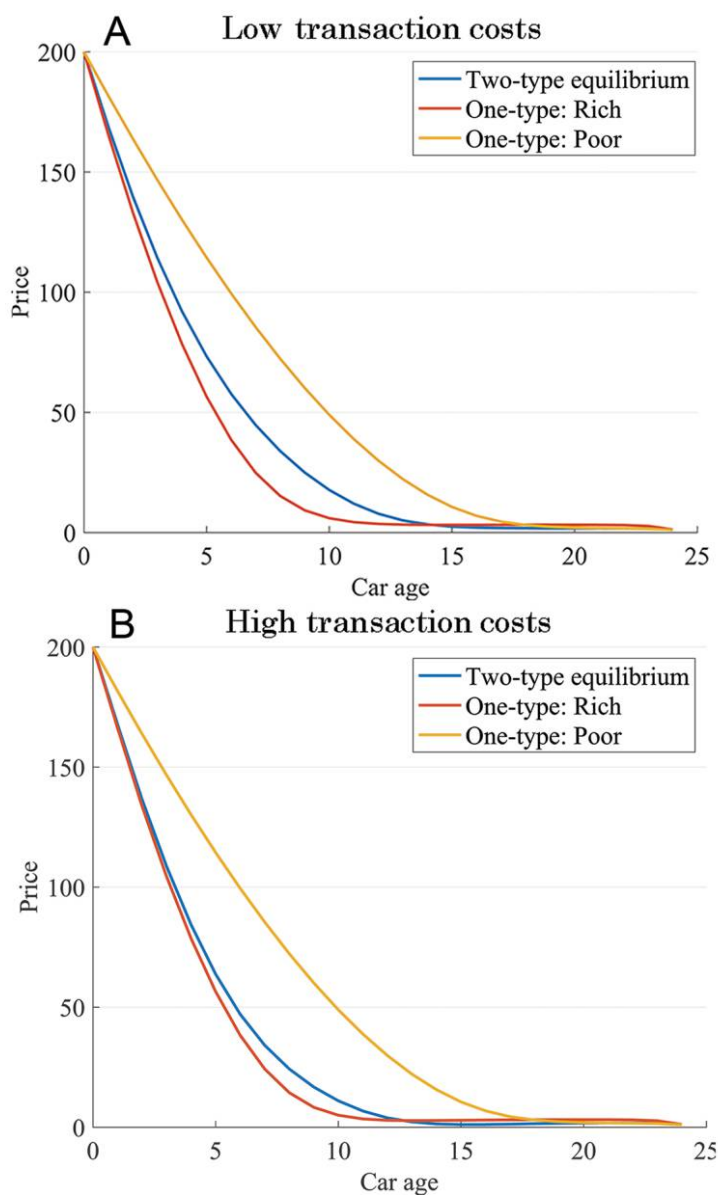 A Low transaction costs
200
150
100
50
0
Price
Two-type equilibrium
One-type: Rich
One-type: Poor
0 5 10 15 20 25
Car age
B High transaction costs
200
150
100
50
0
Price
Two-type equilibrium
One-type: Rich
One-type: Poor
0 5 10 15 20 25
Car age